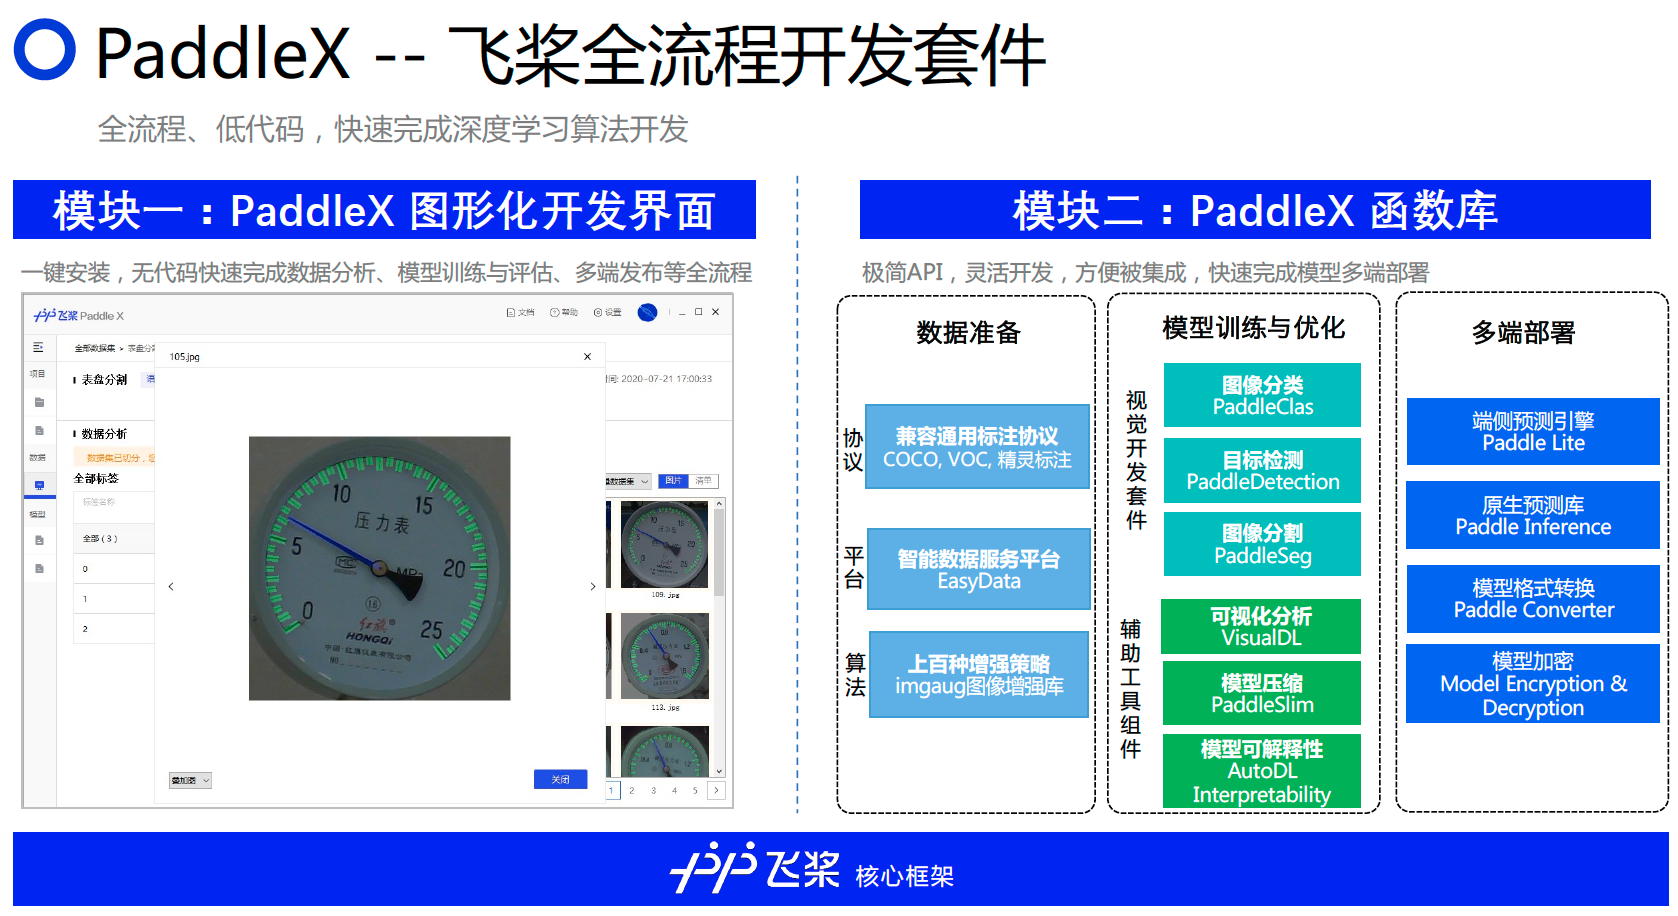 PaddleX -- 飞桨全流程开发套件
全流程、低代码，快速完成深度学习算法开发
模块一：PaddleX 图形化开发界面
一键安装，无代码快速完成数据分析、模型训练与评估、多端发布等全流程
飞桨 Paddle X
文档
帮助
设置
全部数据集 > 表盘分割
项目
数据
模型
表盘分割
时间: 2020-07-21 17:00:33
数据分析
数据集已切分，
全部标签
标签名称
全部 ( 3 )
0
1
2
105.jpg
10
15
压力表
5
20
MPa
0
25
1.6
红旗
HONGQI
叠加图
关闭
数据集
图片
清单
109.jpg
113.jpg
1 2 3 4 5
模块二：PaddleX 函数库
极简API，灵活开发，方便被集成，快速完成模型多端部署
数据准备
协议
兼容通用标注协议
COCO, VOC, 精灵标注
平台
智能数据服务平台
EasyData
算法
上百种增强策略
imgaug图像增强库
模型训练与优化
视觉开发套件
图像分类
PaddleClas
目标检测
PaddleDetection
图像分割
PaddleSeg
辅助工具组件
可视化分析
VisualDL
模型压缩
PaddleSlim
模型可解释性
AutoDL
Interpretability
多端部署
端侧预测引擎
Paddle Lite
原生预测库
Paddle Inference
模型格式转换
Paddle Converter
模型加密
Model Encryption &
Decryption
飞桨 核心框架